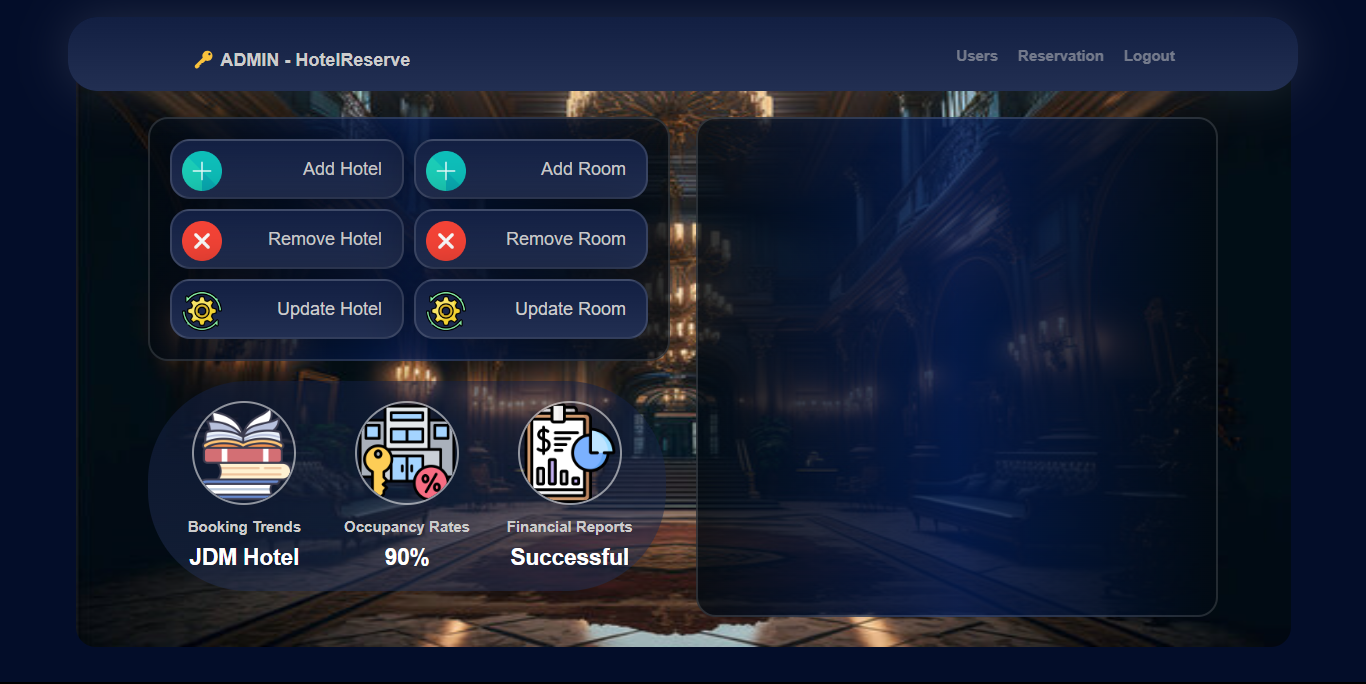 ADMIN - HotelReserve
Users Reservation Logout
Add Hotel
Add Room
Remove Hotel
Remove Room
Update Hotel
Update Room
Booking Trends
JDM Hotel
Occupancy Rates
90%
Financial Reports
Successful